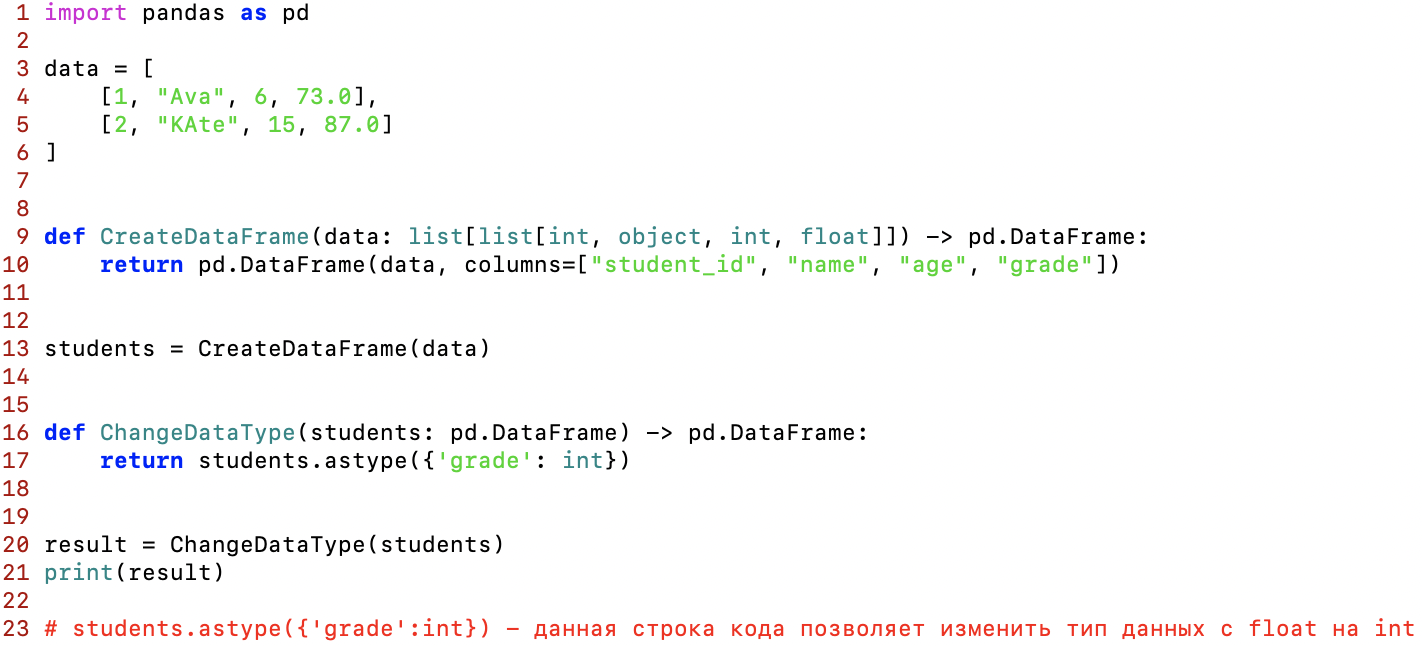 1 import pandas as pd
2
3 data = [
4     [1, "Ava", 6, 73.0],
5     [2, "KAte", 15, 87.0]
6 ]
7
8
9 def CreateDataFrame(data: list[list[int, object, int, float]]) -> pd.DataFrame:
10     return pd.DataFrame(data, columns=["student_id", "name", "age", "grade"])
11
12
13 students = CreateDataFrame(data)
14
15
16 def ChangeDataType(students: pd.DataFrame) -> pd.DataFrame:
17     return students.astype({'grade': int})
18
19
20 result = ChangeDataType(students)
21 print(result)
22
23 # students.astype({'grade':int}) – данная строка кода позволяет изменить тип данных с float на int